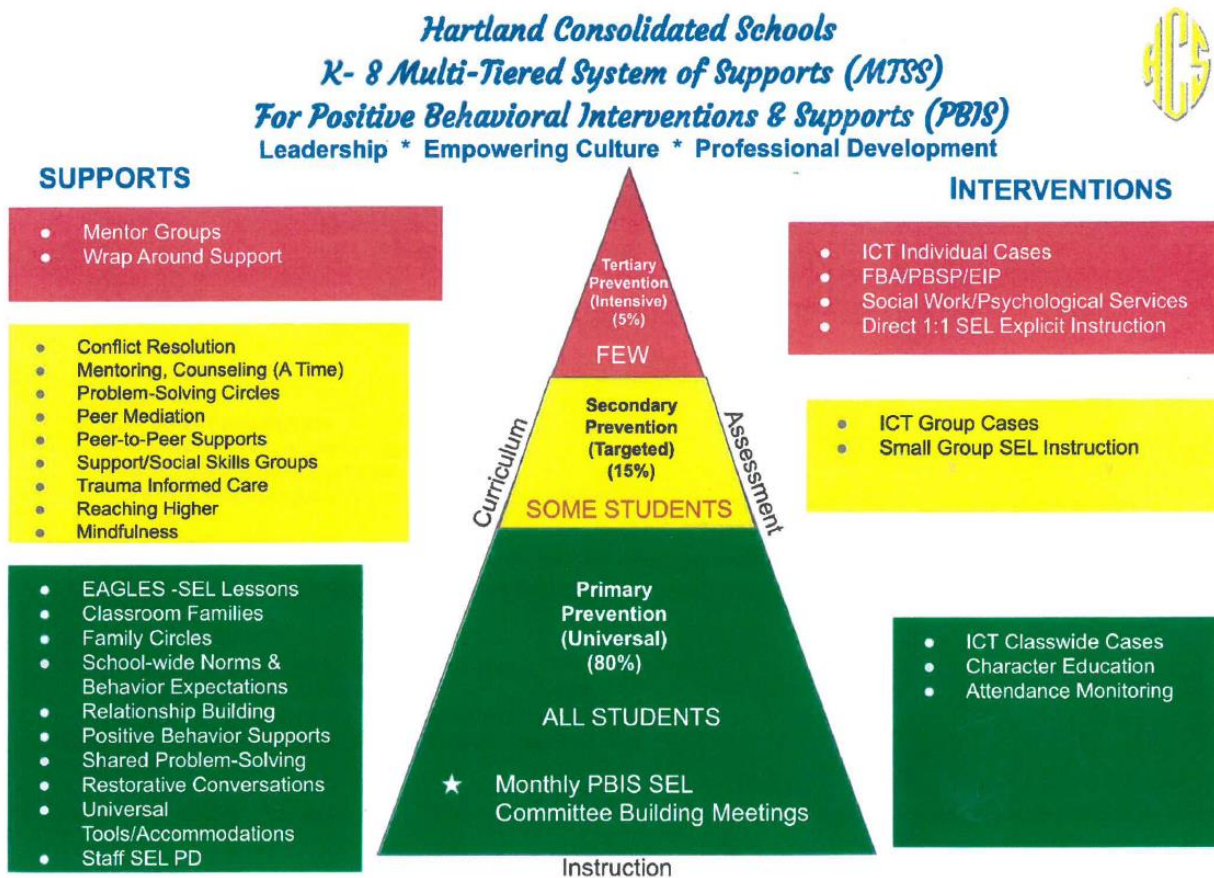 Hartland Consolidated Schools
K- 8 Multi-Tiered System of Supports (MTSS)
For Positive Behavioral Interventions & Supports (PBIS)
Leadership * Empowering Culture * Professional Development
HCS
SUPPORTS
• Mentor Groups
• Wrap Around Support
• Conflict Resolution
• Mentoring, Counseling (A Time)
• Problem-Solving Circles
• Peer Mediation
• Peer-to-Peer Supports
• Support/Social Skills Groups
• Trauma Informed Care
• Reaching Higher
• Mindfulness
• EAGLES -SEL Lessons
• Classroom Families
• Family Circles
• School-wide Norms &
Behavior Expectations
• Relationship Building
• Positive Behavior Supports
• Shared Problem-Solving
• Restorative Conversations
• Universal
Tools/Accommodations
• Staff SEL PD
Tertiary
Prevention
(Intensive)
(5%)
FEW
Secondary
Prevention
(Targeted)
(15%)
SOME STUDENTS
Primary
Prevention
(Universal)
(80%)
ALL STUDENTS
★ Monthly PBIS SEL
Committee Building Meetings
Curriculum
Assessment
Instruction
INTERVENTIONS
• ICT Individual Cases
• FBA/PBSP/EIP
• Social Work/Psychological Services
• Direct 1:1 SEL Explicit Instruction
• ICT Group Cases
• Small Group SEL Instruction
• ICT Classwide Cases
• Character Education
• Attendance Monitoring